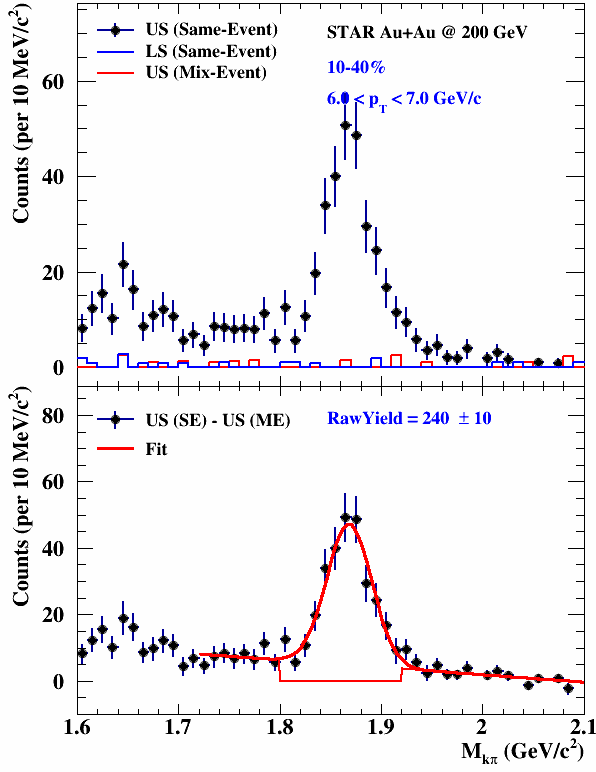 US (Same-Event)
LS (Same-Event)
US (Mix-Event)
STAR Au+Au @ 200 GeV
10-40%
6.0 < pT < 7.0 GeV/c
Counts (per 10 MeV/c²)
60
40
20
0
US (SE) - US (ME)
Fit
RawYield = 240 ± 10
Counts (per 10 MeV/c²)
80
60
40
20
0
1.6 1.7 1.8 1.9 2 2.1
Mkπ (GeV/c²)